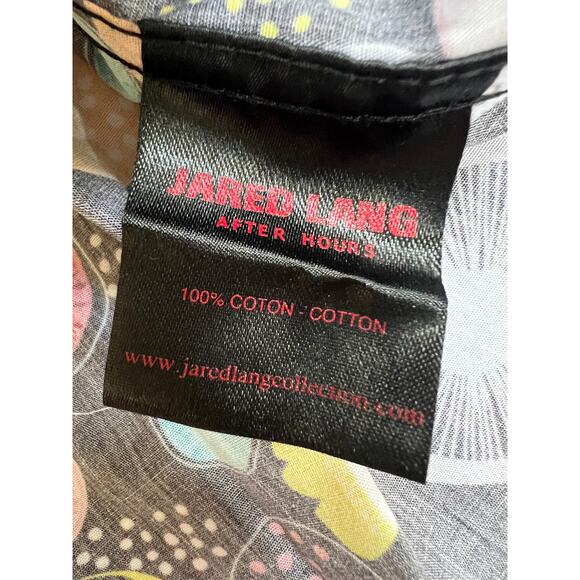 JARED LANG
AFTER HOURS
100% COTON - COTTON
www.jaredlangcollection.com